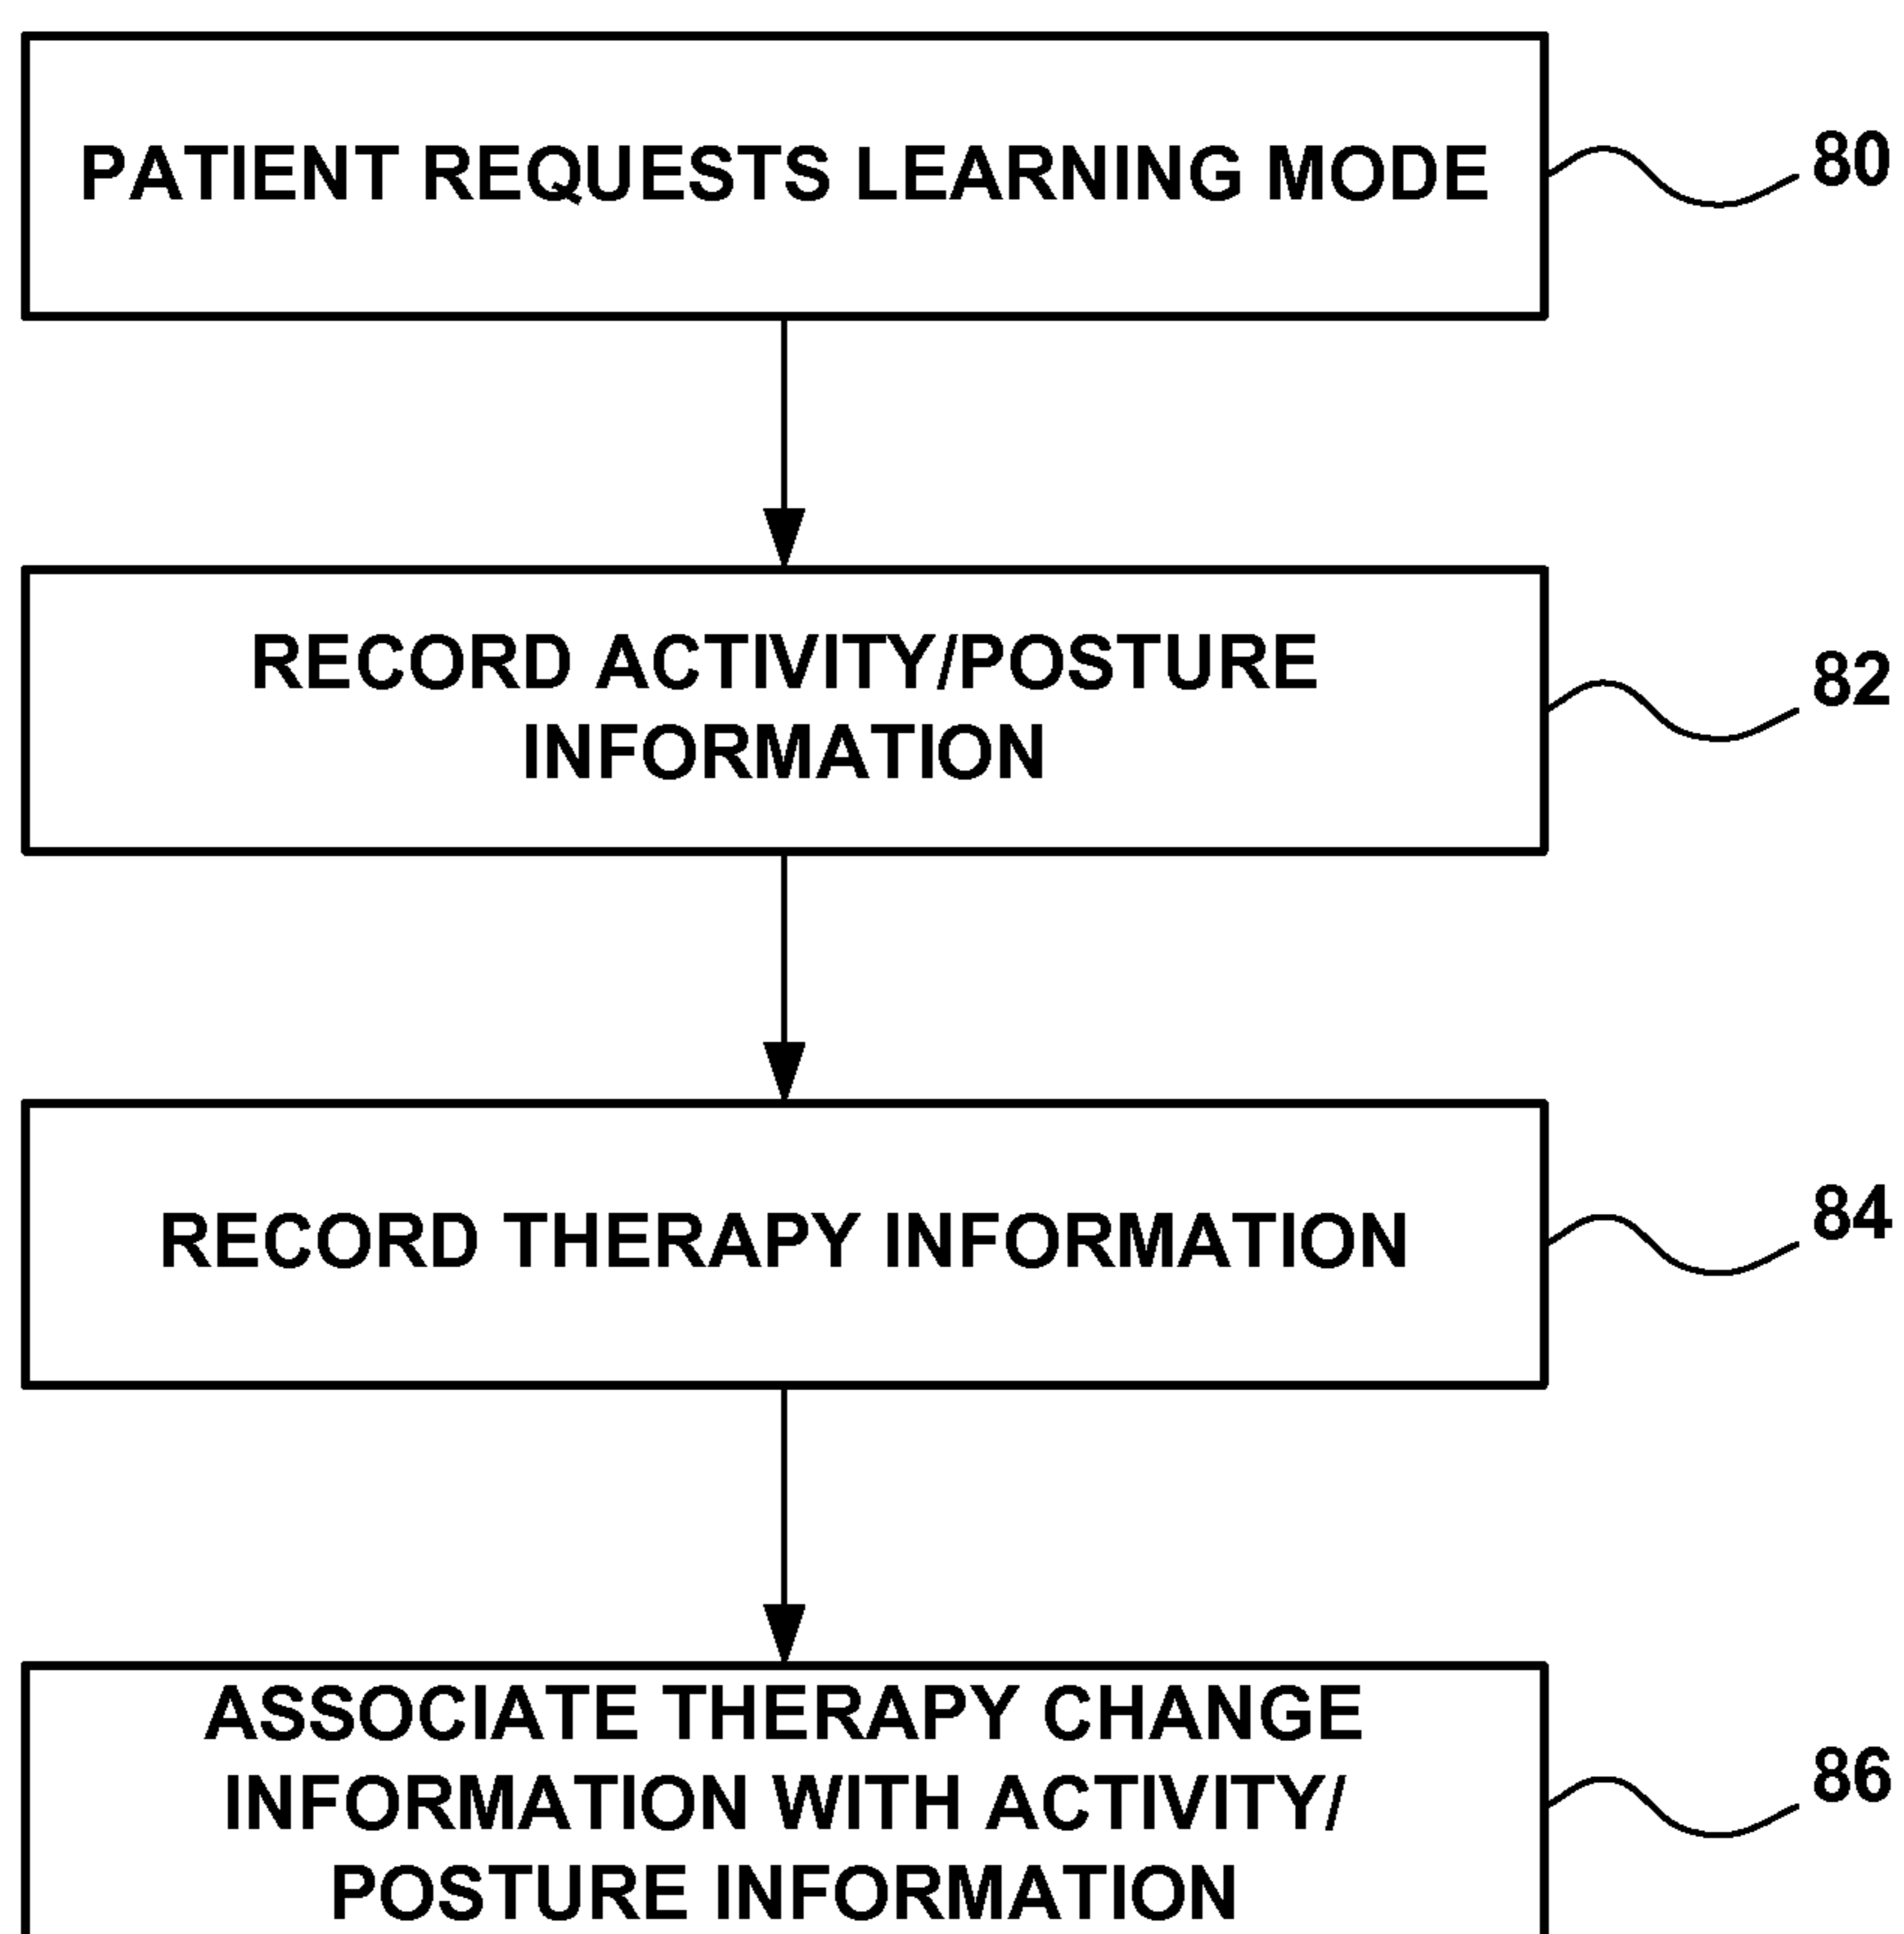 PATIENT REQUESTS LEARNING MODE
80
RECORD ACTIVITY/POSTURE
INFORMATION
82
RECORD THERAPY INFORMATION
84
ASSOCIATE THERAPY CHANGE
INFORMATION WITH ACTIVITY/
POSTURE INFORMATION
86